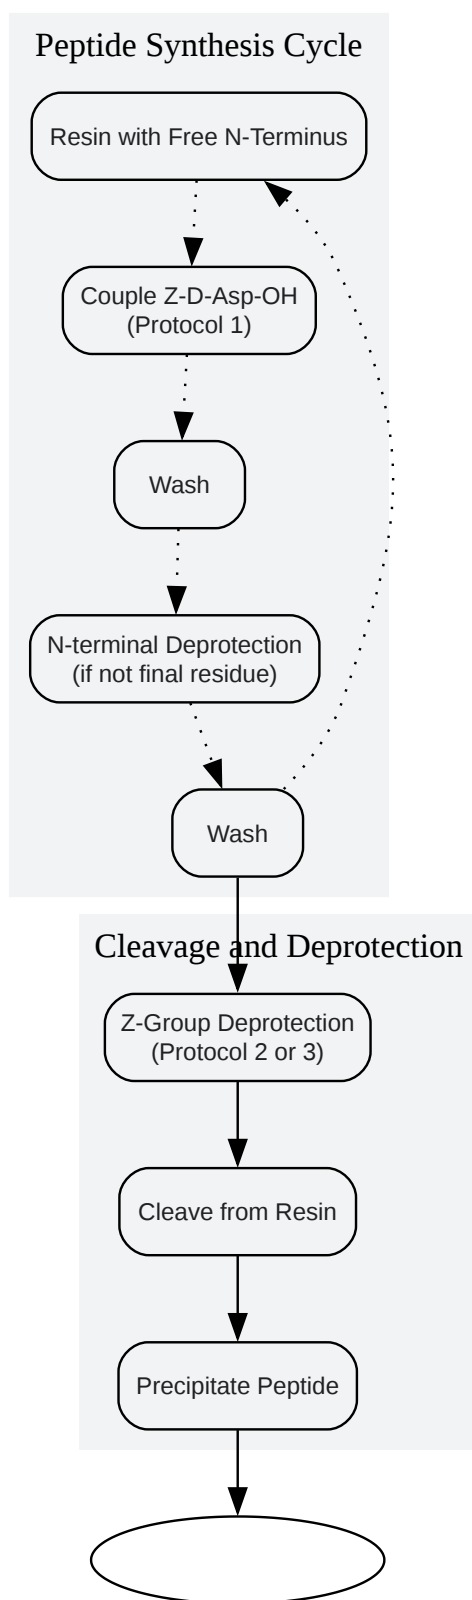 Peptide Synthesis Cycle
Resin with Free N-Terminus
Couple Z-D-Asp-OH
(Protocol 1)
Wash
N-terminal Deprotection
(if not final residue)
Wash
Cleavage and Deprotection
Z-Group Deprotection
(Protocol 2 or 3)
Cleave from Resin
Precipitate Peptide